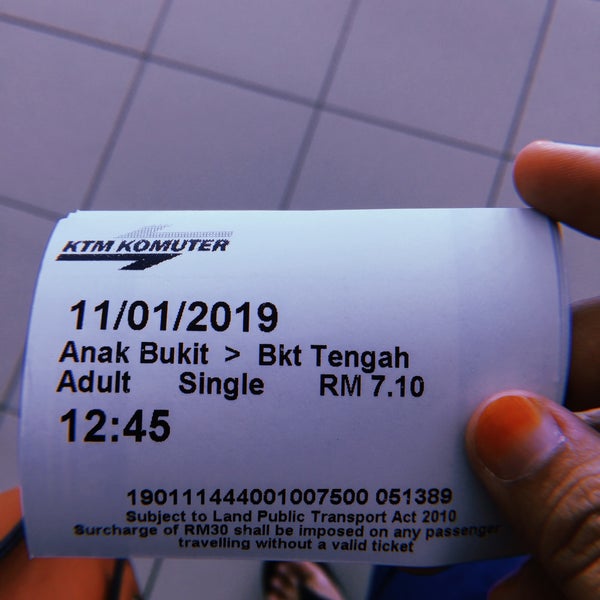 KTM KOMUTER
11/01/2019
Anak Bukit > Bkt Tengah
Adult Single RM 7.10
12:45
190111444001007500 051389
Subject to Land Public Transport Act 2010
Surcharge of RM30 shall be imposed on any passenger
travelling without a valid ticket